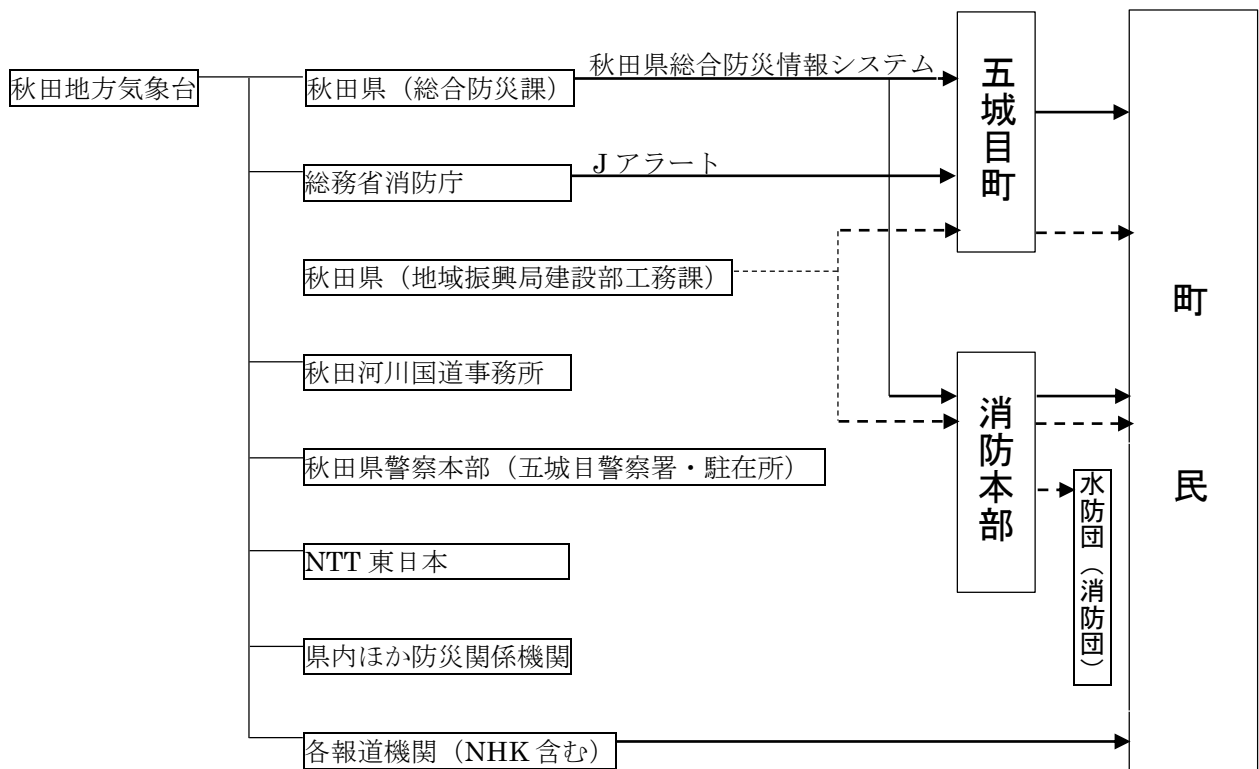 秋田地方気象台
秋田県（総合防災課）
秋田県総合防災情報システム
総務省消防庁
Jアラート
秋田県（地域振興局建設部工務課）
秋田河川国道事務所
秋田県警察本部（五城目警察署・駐在所）
NTT 東日本
県内ほか防災関係機関
各報道機関（NHK 含む）
五城目町
消防本部
水防団（消防団）
町民